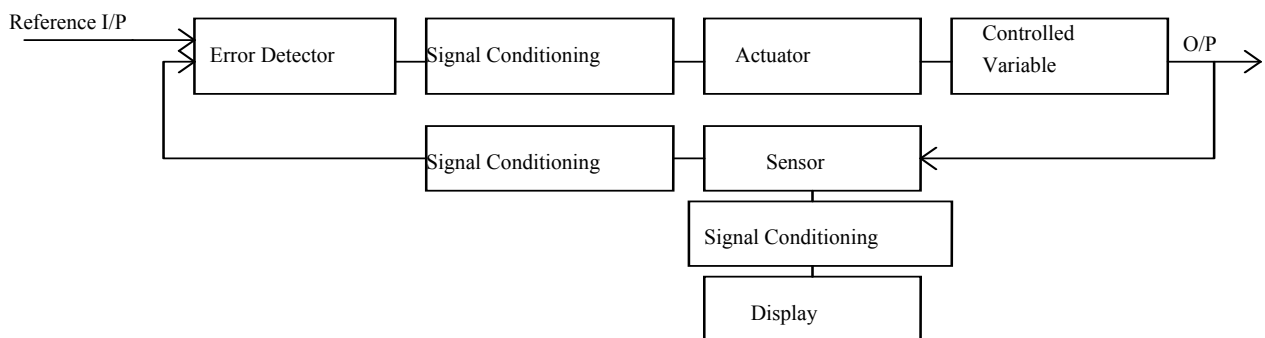 Reference I/P
Error Detector
Signal Conditioning
Actuator
Controlled
Variable
O/P
Signal Conditioning
Sensor
Signal Conditioning
Display